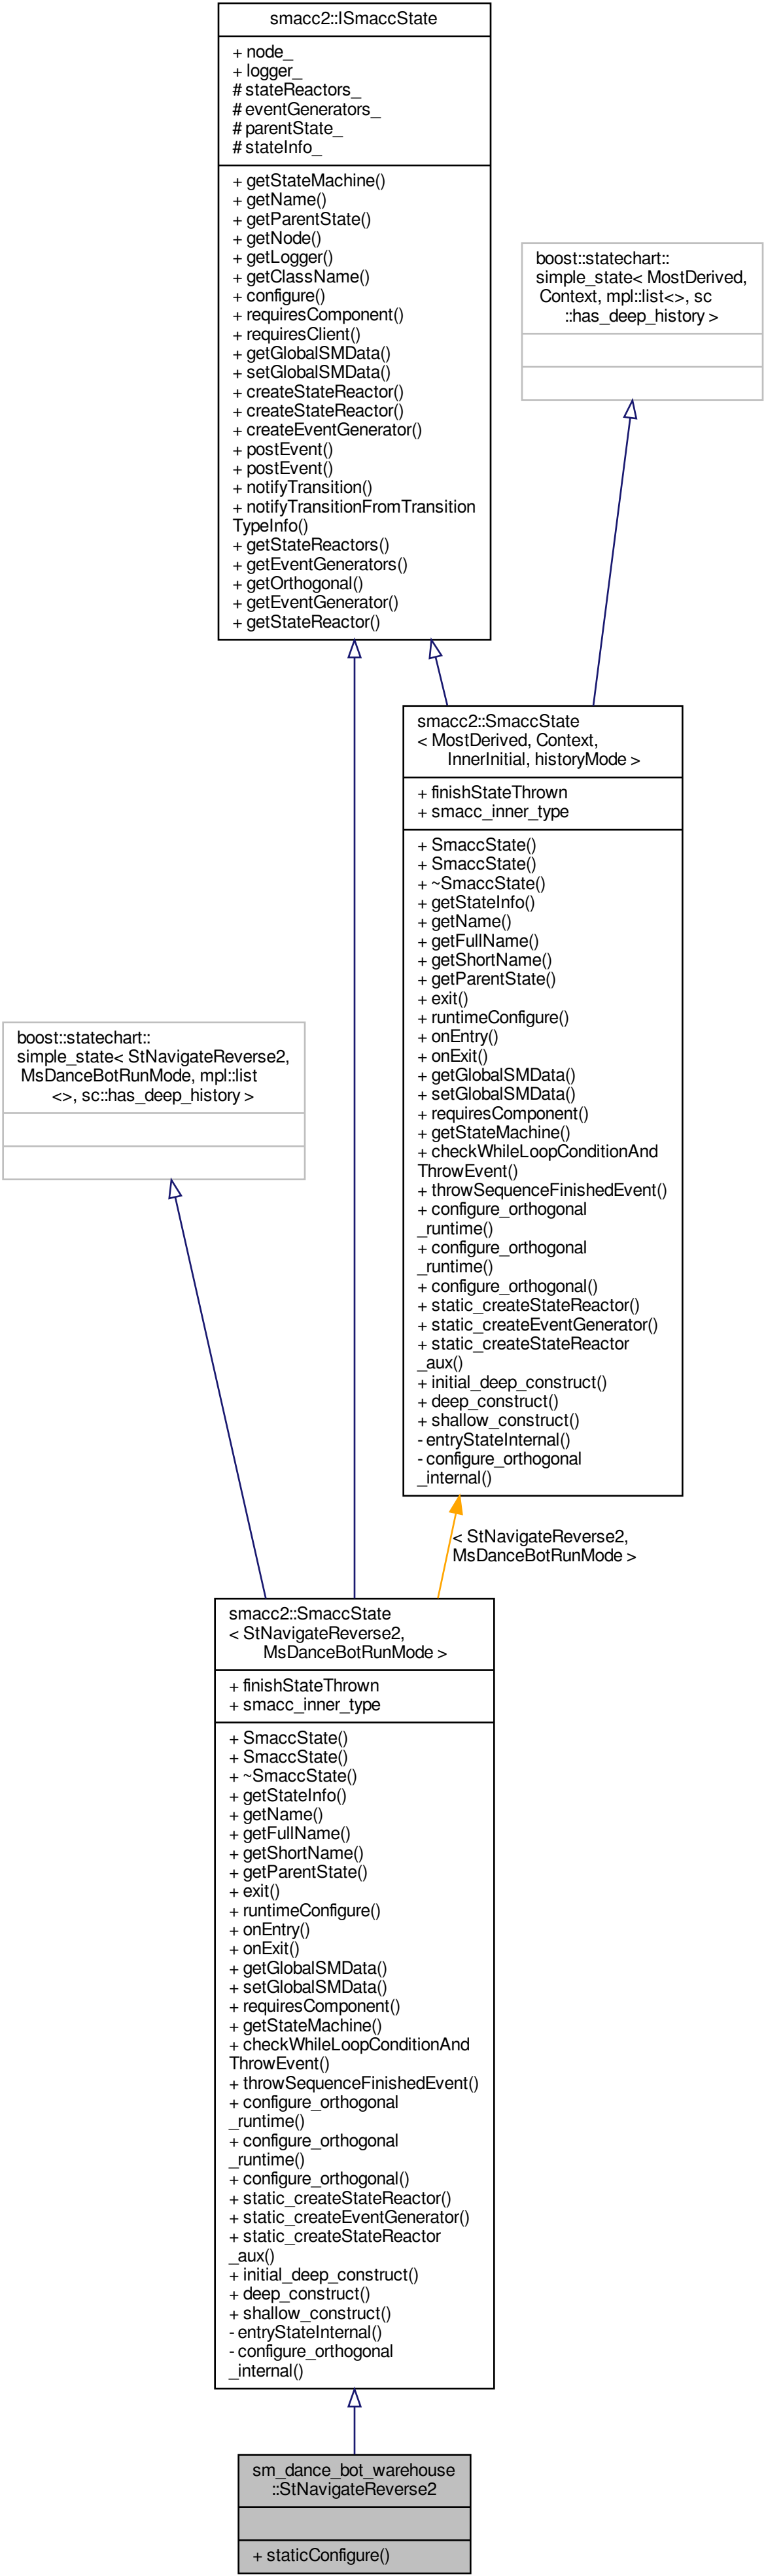 smacc2::ISmaccState
+ node_
+ logger_
# stateReactors_
# eventGenerators_
# parentState_
# stateInfo_
+ getStateMachine()
+ getName()
+ getParentState()
+ getNode()
+ getLogger()
+ getClassName()
+ configure()
+ requiresComponent()
+ requiresClient()
+ getGlobalSMData()
+ setGlobalSMData()
+ createStateReactor()
+ createStateReactor()
+ createEventGenerator()
+ postEvent()
+ postEvent()
+ notifyTransition()
+ notifyTransitionFromTransition
TypeInfo()
+ getStateReactors()
+ getEventGenerators()
+ getOrthogonal()
+ getEventGenerator()
+ getStateReactor()
boost::statechart::
simple_state< MostDerived,
Context, mpl::list<>, sc
::has_deep_history >
smacc2::SmaccState
< MostDerived, Context,
InnerInitial, historyMode >
+ finishStateThrown
+ smacc_inner_type
+ SmaccState()
+ SmaccState()
+ ~SmaccState()
+ getStateInfo()
+ getName()
+ getFullName()
+ getShortName()
+ getParentState()
+ exit()
+ runtimeConfigure()
+ onEntry()
+ onExit()
+ getGlobalSMData()
+ setGlobalSMData()
+ requiresComponent()
+ getStateMachine()
+ checkWhileLoopConditionAnd
ThrowEvent()
+ throwSequenceFinishedEvent()
+ configure_orthogonal
_runtime()
+ configure_orthogonal
_runtime()
+ configure_orthogonal()
+ static_createStateReactor()
+ static_createEventGenerator()
+ static_createStateReactor
_aux()
+ initial_deep_construct()
+ deep_construct()
+ shallow_construct()
- entryStateInternal()
- configure_orthogonal
_internal()
boost::statechart::
simple_state< StNavigateReverse2,
MsDanceBotRunMode, mpl::list
<>, sc::has_deep_history >
< StNavigateReverse2,
MsDanceBotRunMode >
smacc2::SmaccState
< StNavigateReverse2,
MsDanceBotRunMode >
+ finishStateThrown
+ smacc_inner_type
+ SmaccState()
+ SmaccState()
+ ~SmaccState()
+ getStateInfo()
+ getName()
+ getFullName()
+ getShortName()
+ getParentState()
+ exit()
+ runtimeConfigure()
+ onEntry()
+ onExit()
+ getGlobalSMData()
+ setGlobalSMData()
+ requiresComponent()
+ getStateMachine()
+ checkWhileLoopConditionAnd
ThrowEvent()
+ throwSequenceFinishedEvent()
+ configure_orthogonal
_runtime()
+ configure_orthogonal
_runtime()
+ configure_orthogonal()
+ static_createStateReactor()
+ static_createEventGenerator()
+ static_createStateReactor
_aux()
+ initial_deep_construct()
+ deep_construct()
+ shallow_construct()
- entryStateInternal()
- configure_orthogonal
_internal()
sm_dance_bot_warehouse
::StNavigateReverse2
+ staticConfigure()